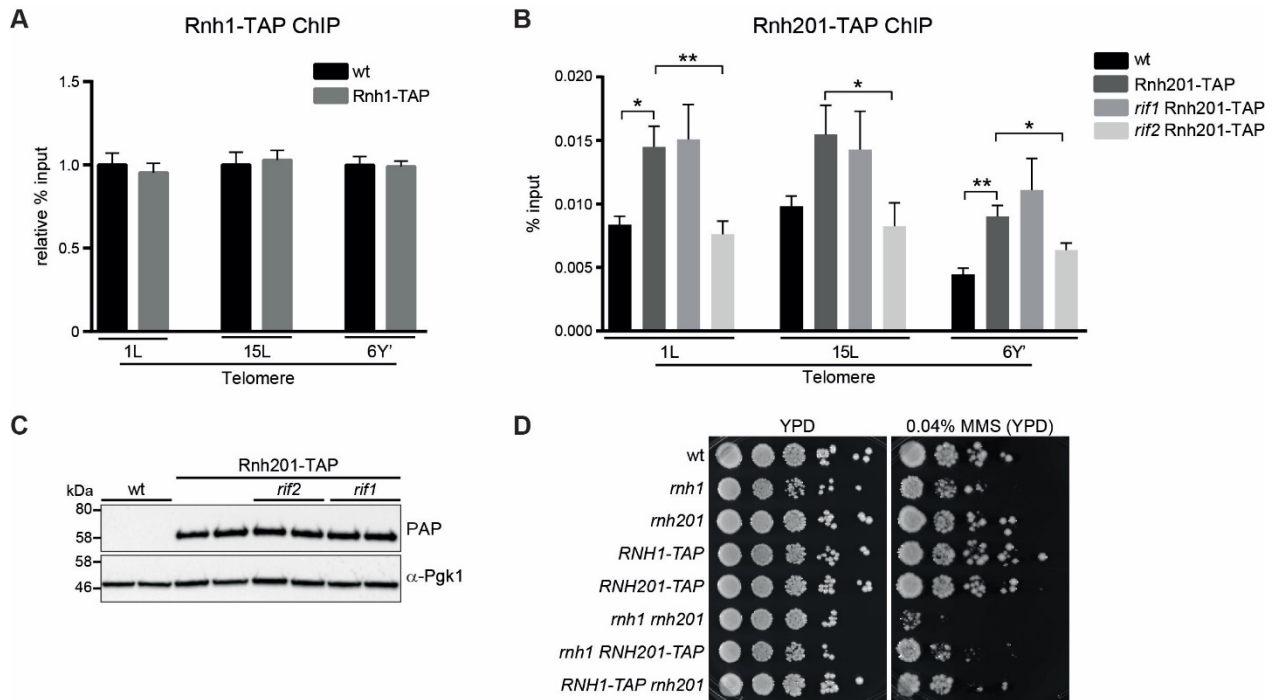 A
Rnh1-TAP ChIP
wt
Rnh1-TAP
relative % input
1.5
1.0
0.5
0
1L
15L
6Y'
Telomere
B
Rnh201-TAP ChIP
wt
Rnh201-TAP
rif1 Rnh201-TAP
rif2 Rnh201-TAP
% input
0.020
0.015
0.010
0.005
0.000
*
**
*
**
*
1L
15L
6Y'
Telomere
C
Rnh201-TAP
kDa
wt
rif2
rif1
80
58
PAP
58
46
α-Pgk1
D
YPD
0.04% MMS (YPD)
wt
rnh1
rnh201
RNH1-TAP
RNH201-TAP
rnh1 rnh201
rnh1 RNH201-TAP
RNH1-TAP rnh201